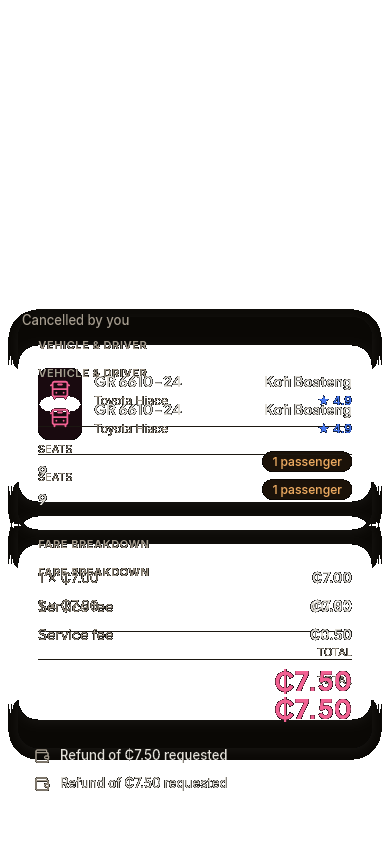 Cancelled by you
VEHICLE & DRIVER
VEHICLE & DRIVER
GR 6610-24 Kofi Boateng
Toyota Hiace ★ 4.9
GR 6610-24 Kofi Boateng
Toyota Hiace ★ 4.9
SEATS
9 1 passenger
SEATS
9 1 passenger
FARE BREAKDOWN
FARE BREAKDOWN
1 × ₵7.00 ₵7.00
Service fee
Service fee ₵0.50
TOTAL
₵7.50
₵7.50
Refund of ₵7.50 requested
Refund of ₵7.50 requested